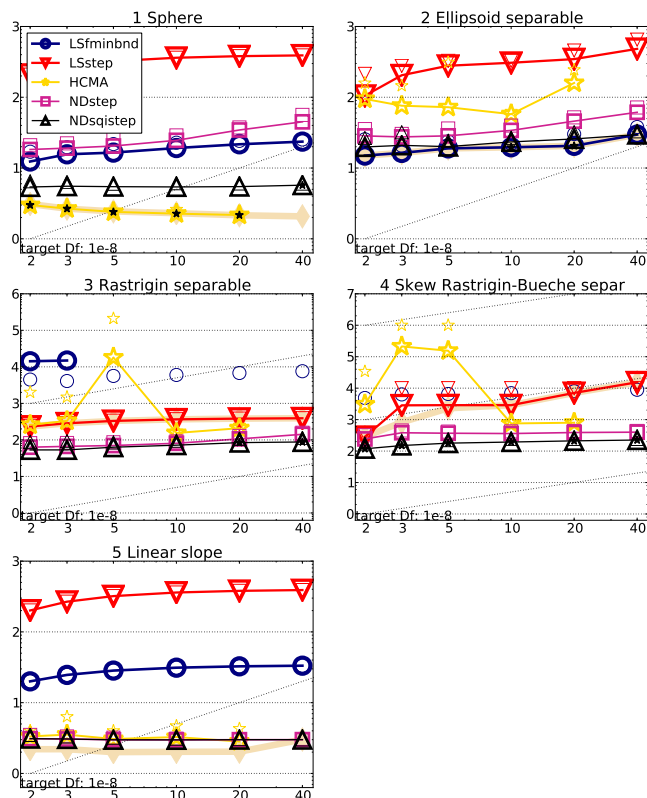 1 Sphere
3
2
1
0
LSfminbnd
LSstep
HCMA
NDstep
NDsqistep
target Df: 1e-8
2 3 5 10 20 40
2 Ellipsoid separable
3
2
1
0
target Df: 1e-8
2 3 5 10 20 40
3 Rastrigin separable
6
5
4
3
2
1
0
target Df: 1e-8
2 3 5 10 20 40
4 Skew Rastrigin-Bueche separ
7
6
5
4
3
2
1
0
target Df: 1e-8
2 3 5 10 20 40
5 Linear slope
3
2
1
0
target Df: 1e-8
2 3 5 10 20 40